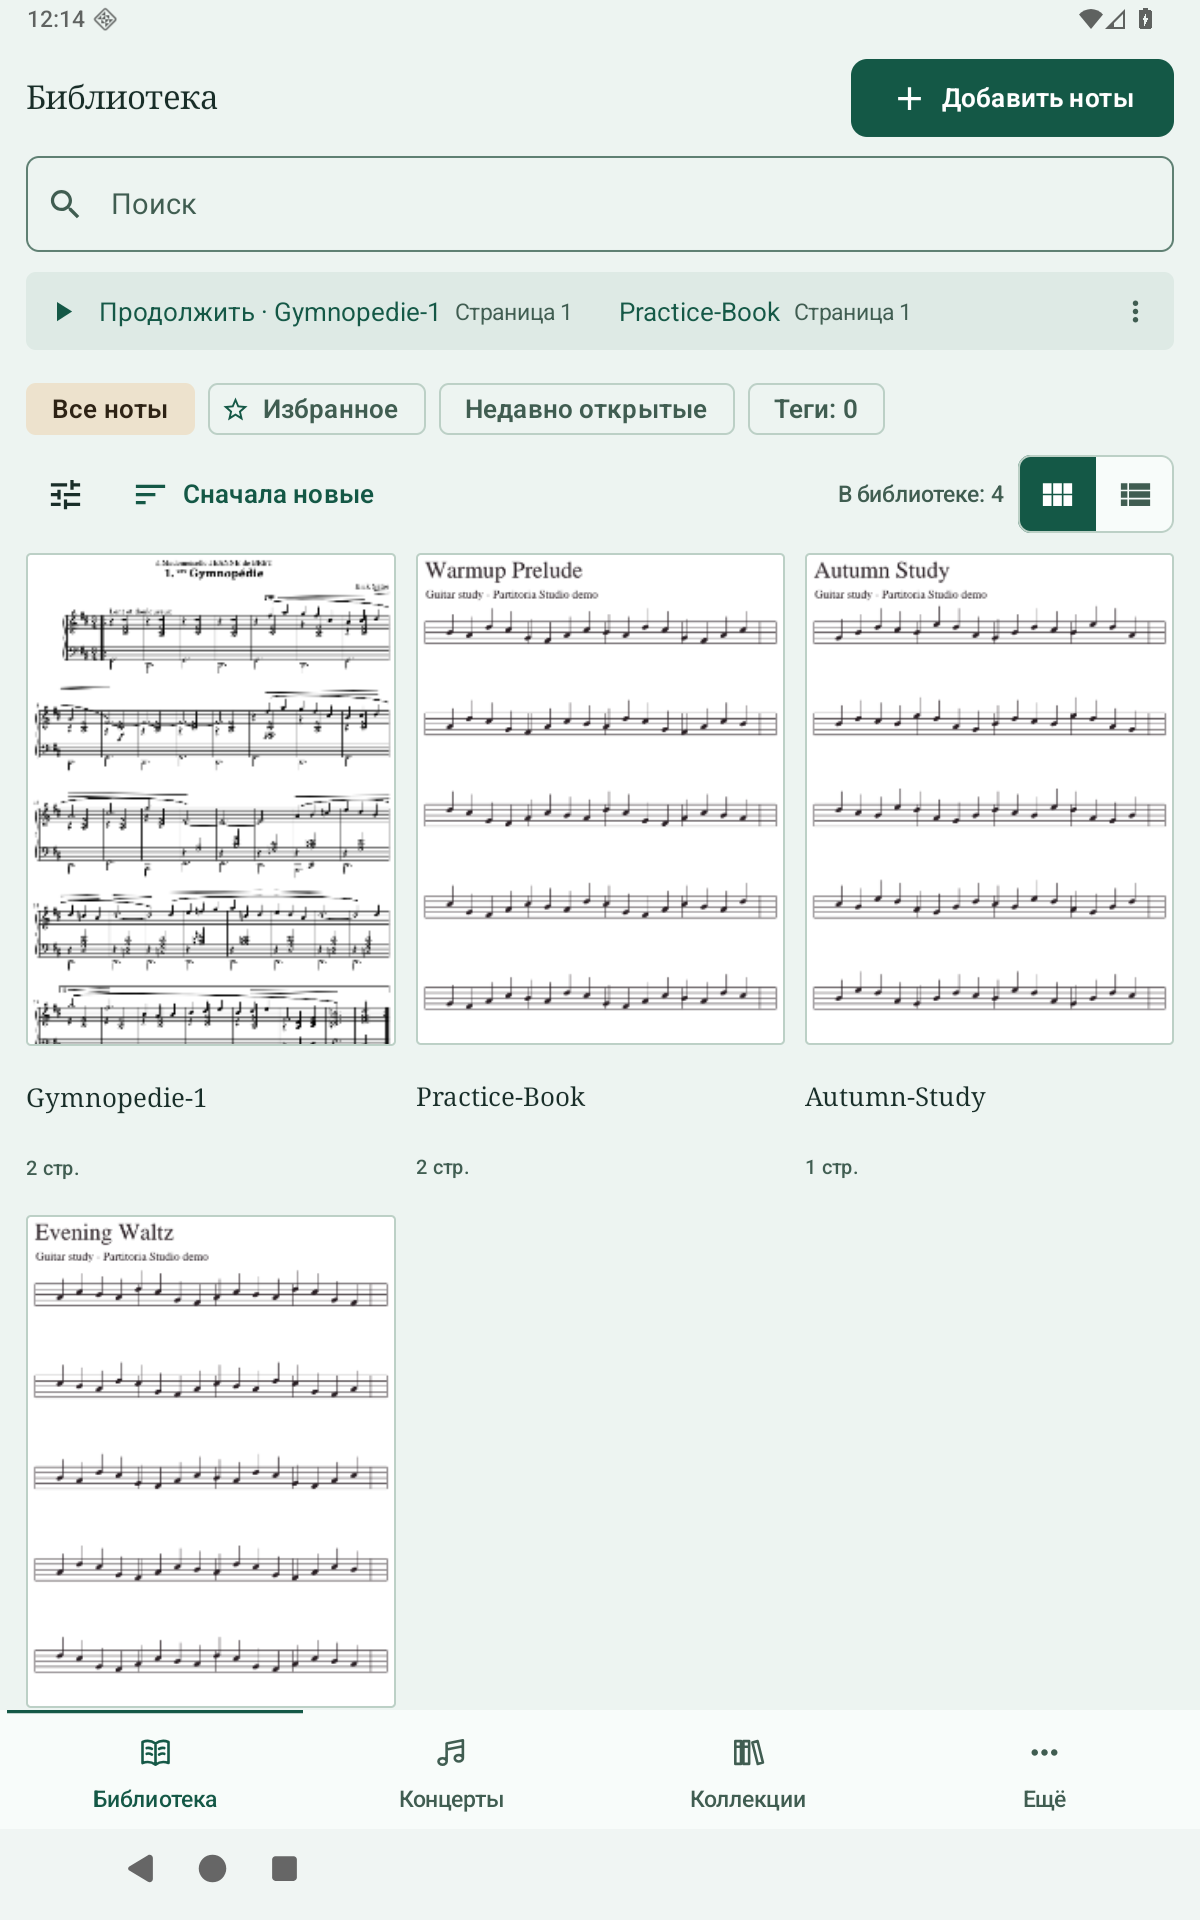 12:14
Библиотека
Добавить ноты
Поиск
Продолжить · Gymnopedie-1 Страница 1 Practice-Book Страница 1
Все ноты Избранное Недавно открытые Теги: 0
Сначала новые В библиотеке: 4
1. ère Gymnopédie
Warmup Prelude
Guitar study - Partitoria Studio demo
Autumn Study
Guitar study - Partitoria Studio demo
Gymnopedie-1
2 стр.
Practice-Book
2 стр.
Autumn-Study
1 стр.
Evening Waltz
Guitar study - Partitoria Studio demo
Библиотека Концерты Коллекции Ещё